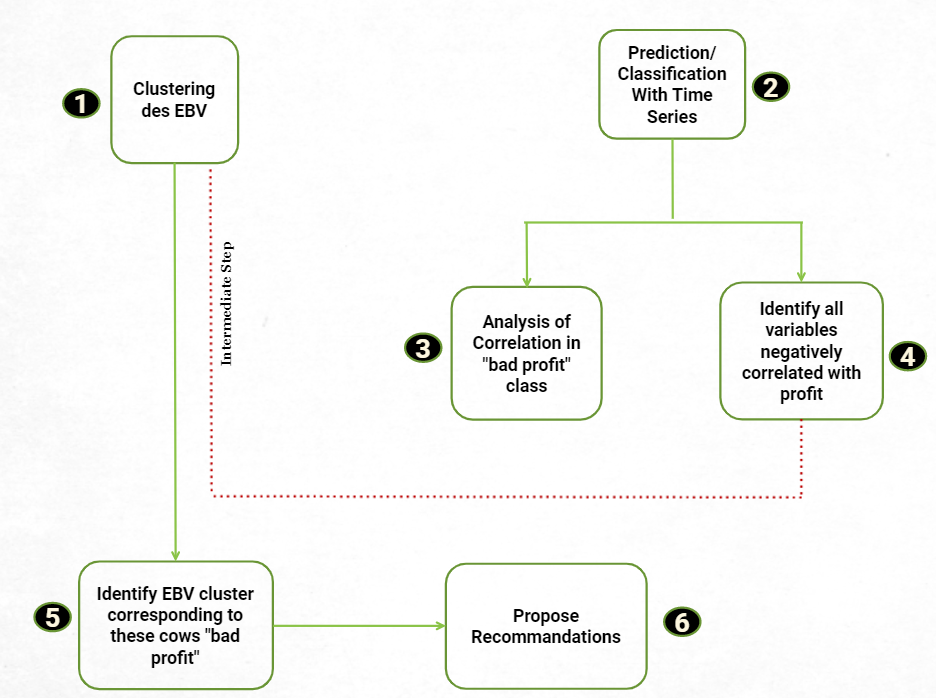 1
Clustering
des EBV
Prediction/
Classification
With Time
Series
2
Intermediate Step
3
Analysis of
Correlation in
"bad profit"
class
Identify all
variables
negatively
correlated with
profit
4
5
Identify EBV cluster
corresponding to
these cows "bad
profit"
Propose
Recommandations
6